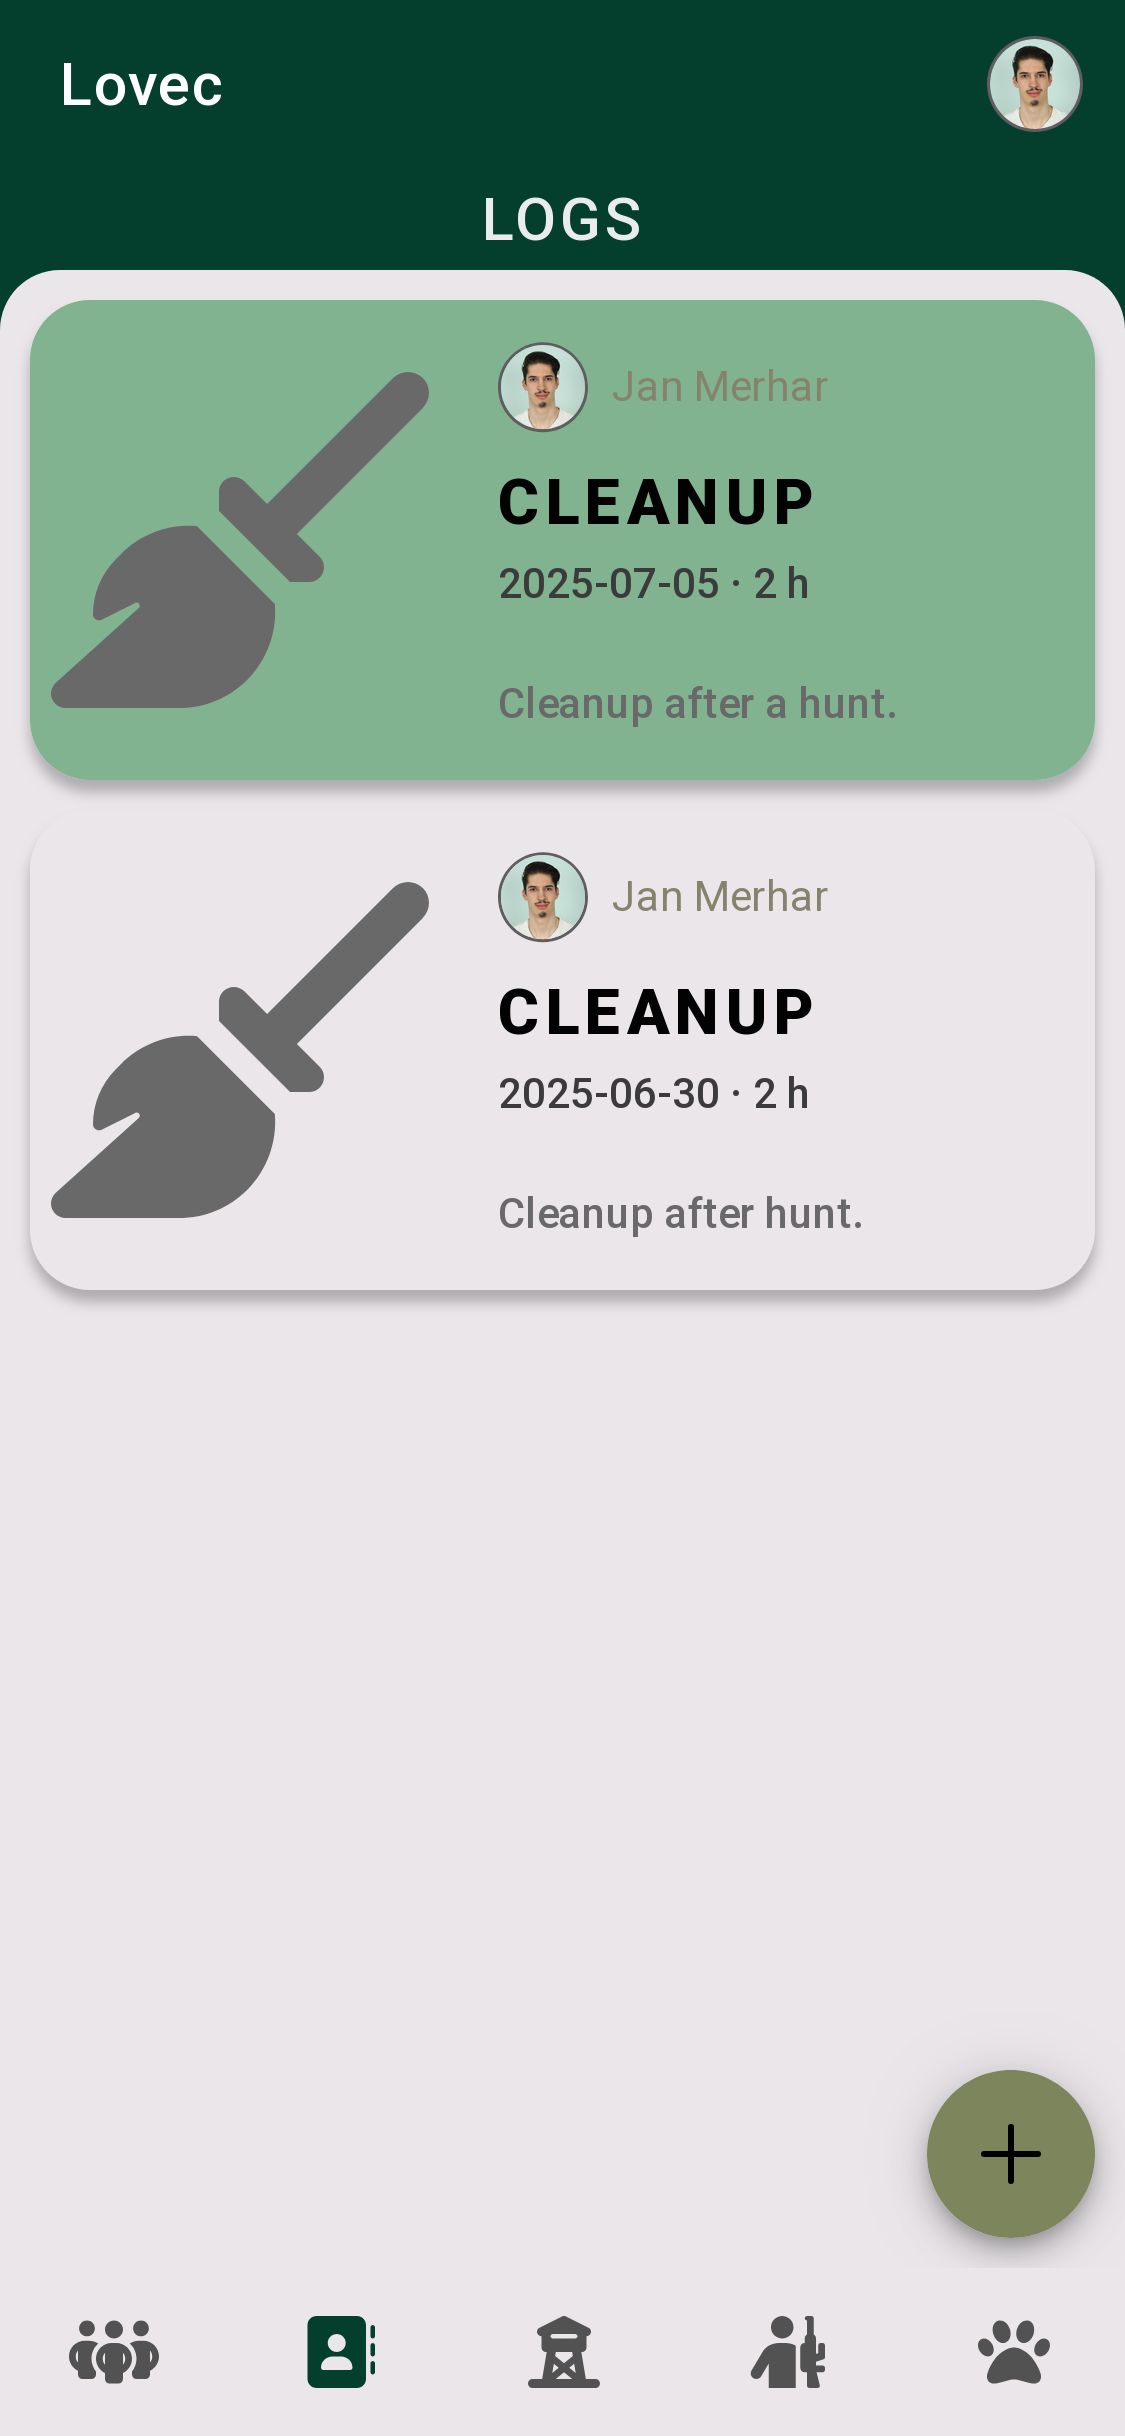 Lovec
LOGS
Jan Merhar
CLEANUP
2025-07-05 · 2 h
Cleanup after a hunt.
Jan Merhar
CLEANUP
2025-06-30 · 2 h
Cleanup after hunt.